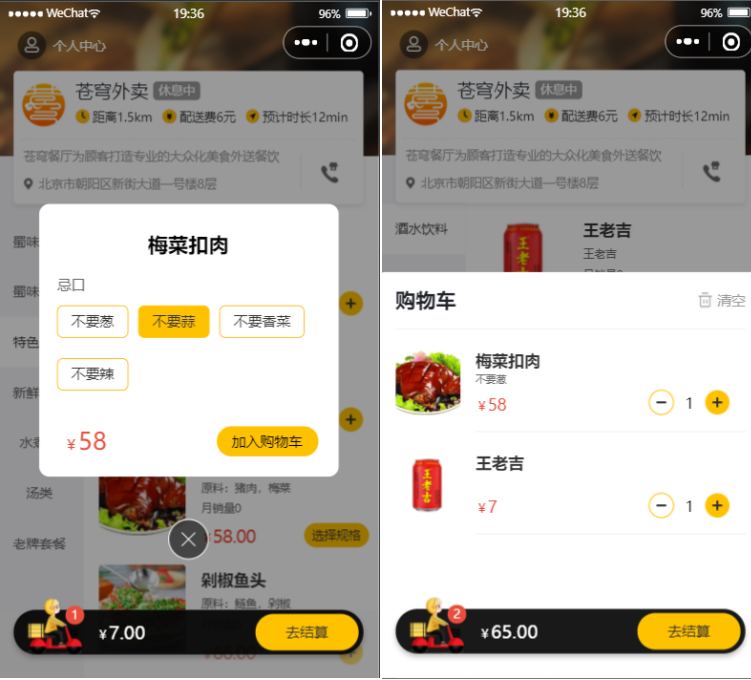 WeChat
19:36
96%
个人中心
苍穹外卖
休息中
距离1.5km
配送费6元
预计时长12min
苍穹餐厅为顾客打造专业的大众化美食外送餐饮
北京市朝阳区新街大道一号楼8层
蜀味
蜀味
特色
新鲜
水煮
汤类
老牌套餐
梅菜扣肉
忌口
不要葱
不要蒜
不要香菜
不要辣
¥58
加入购物车
原料：猪肉，梅菜
月销量0
¥58.00
选择规格
剁椒鱼头
原料：鲢鱼，剁椒
1
¥7.00
去结算
WeChat
19:36
96%
个人中心
苍穹外卖
休息中
距离1.5km
配送费6元
预计时长12min
苍穹餐厅为顾客打造专业的大众化美食外送餐饮
北京市朝阳区新街大道一号楼8层
酒水饮料
王老吉
王老吉
王老吉
购物车
清空
梅菜扣肉
不要葱
¥58
1
王老吉
王老吉
¥7
1
2
¥65.00
去结算